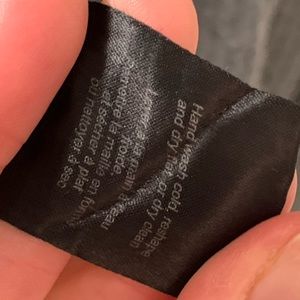 Hand wash cold, reshape
and dry flat or dry clean
Laver à la main à l'eau
froide
Remettre la maille en forme
et sécher à plat
ou nettoyer à sec